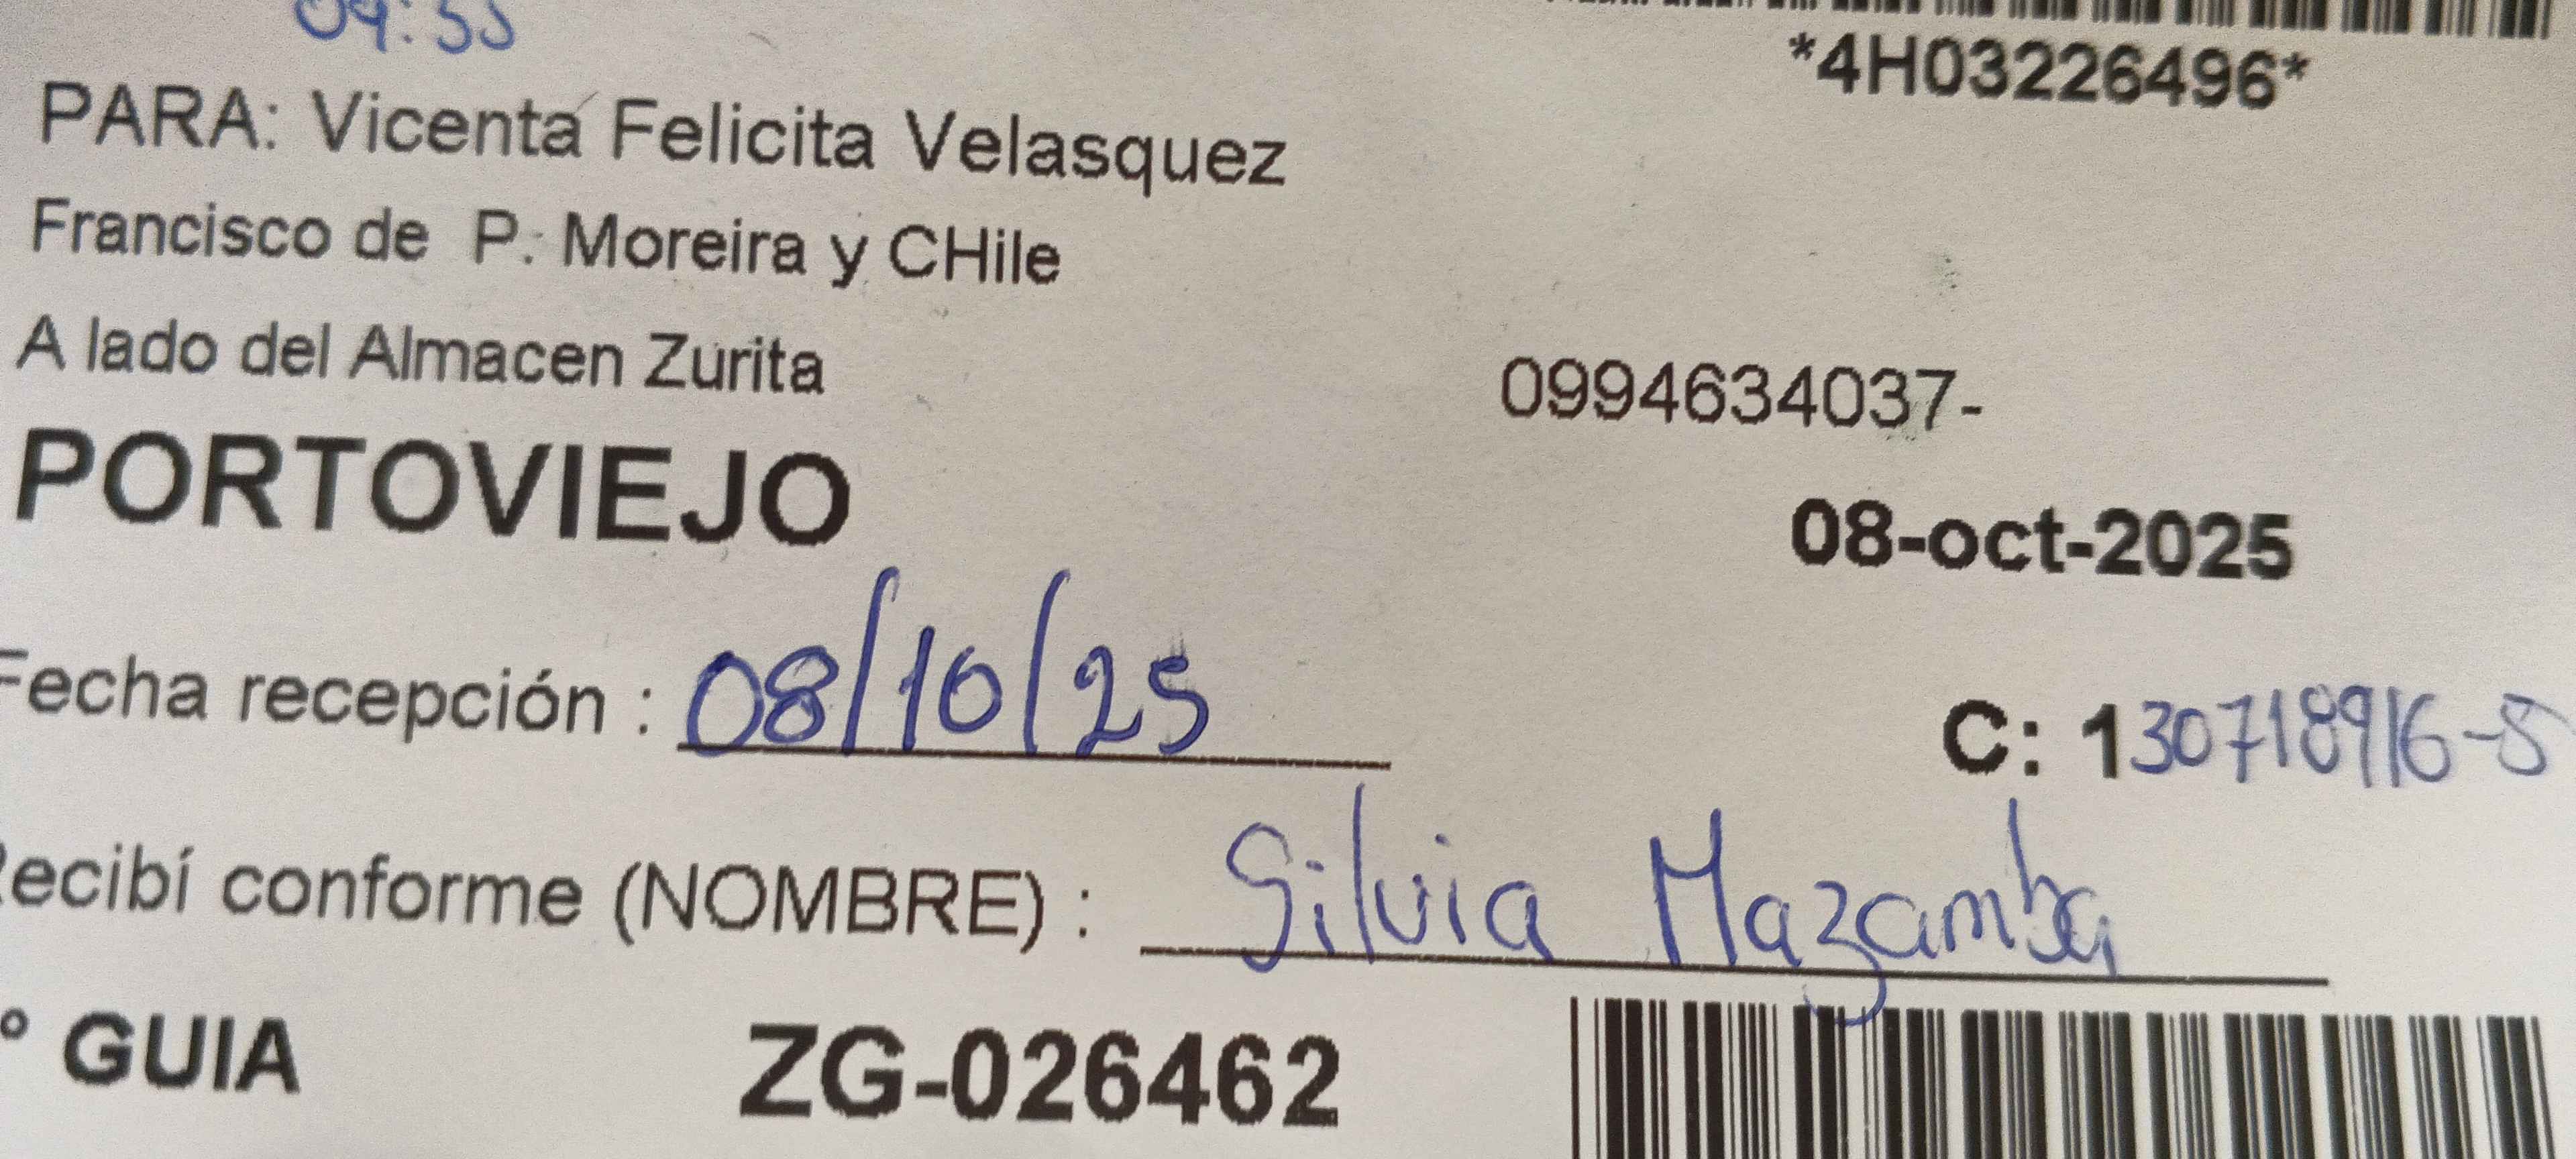 09:55
*4H03226496*
PARA: Vicenta Felicita Velasquez
Francisco de P. Moreira y CHile
A lado del Almacen Zurita
0994634037-
PORTOVIEJO
08-oct-2025
Fecha recepción : 08/10/25
C: 130718916-5
Recibí conforme (NOMBRE) : Silvia Mazamba
° GUIA ZG-026462